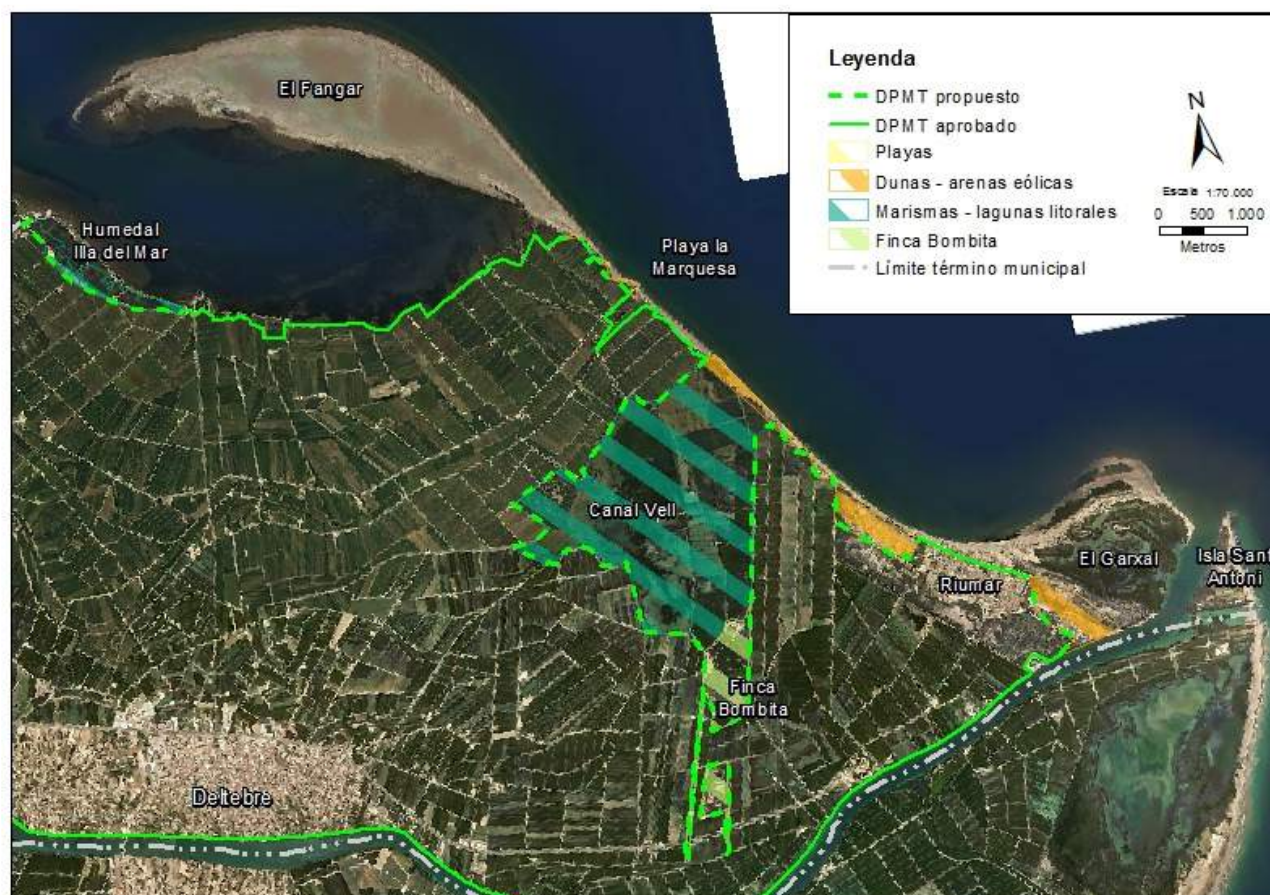 El Fangar
Humedal
Illa del Mar
Playa la
Marquesa
Canal Vell
Riumar
El Garxal
Isla Sant
Antoni
Finca
Bombita
Deltebre
Leyenda
DPMT propuesto
DPMT aprobado
Playas
Dunas - arenas eólicas
Marismas - lagunas litorales
Finca Bombita
Límite término municipal
N
Escala 1:70.000
0 500 1.000
Metros